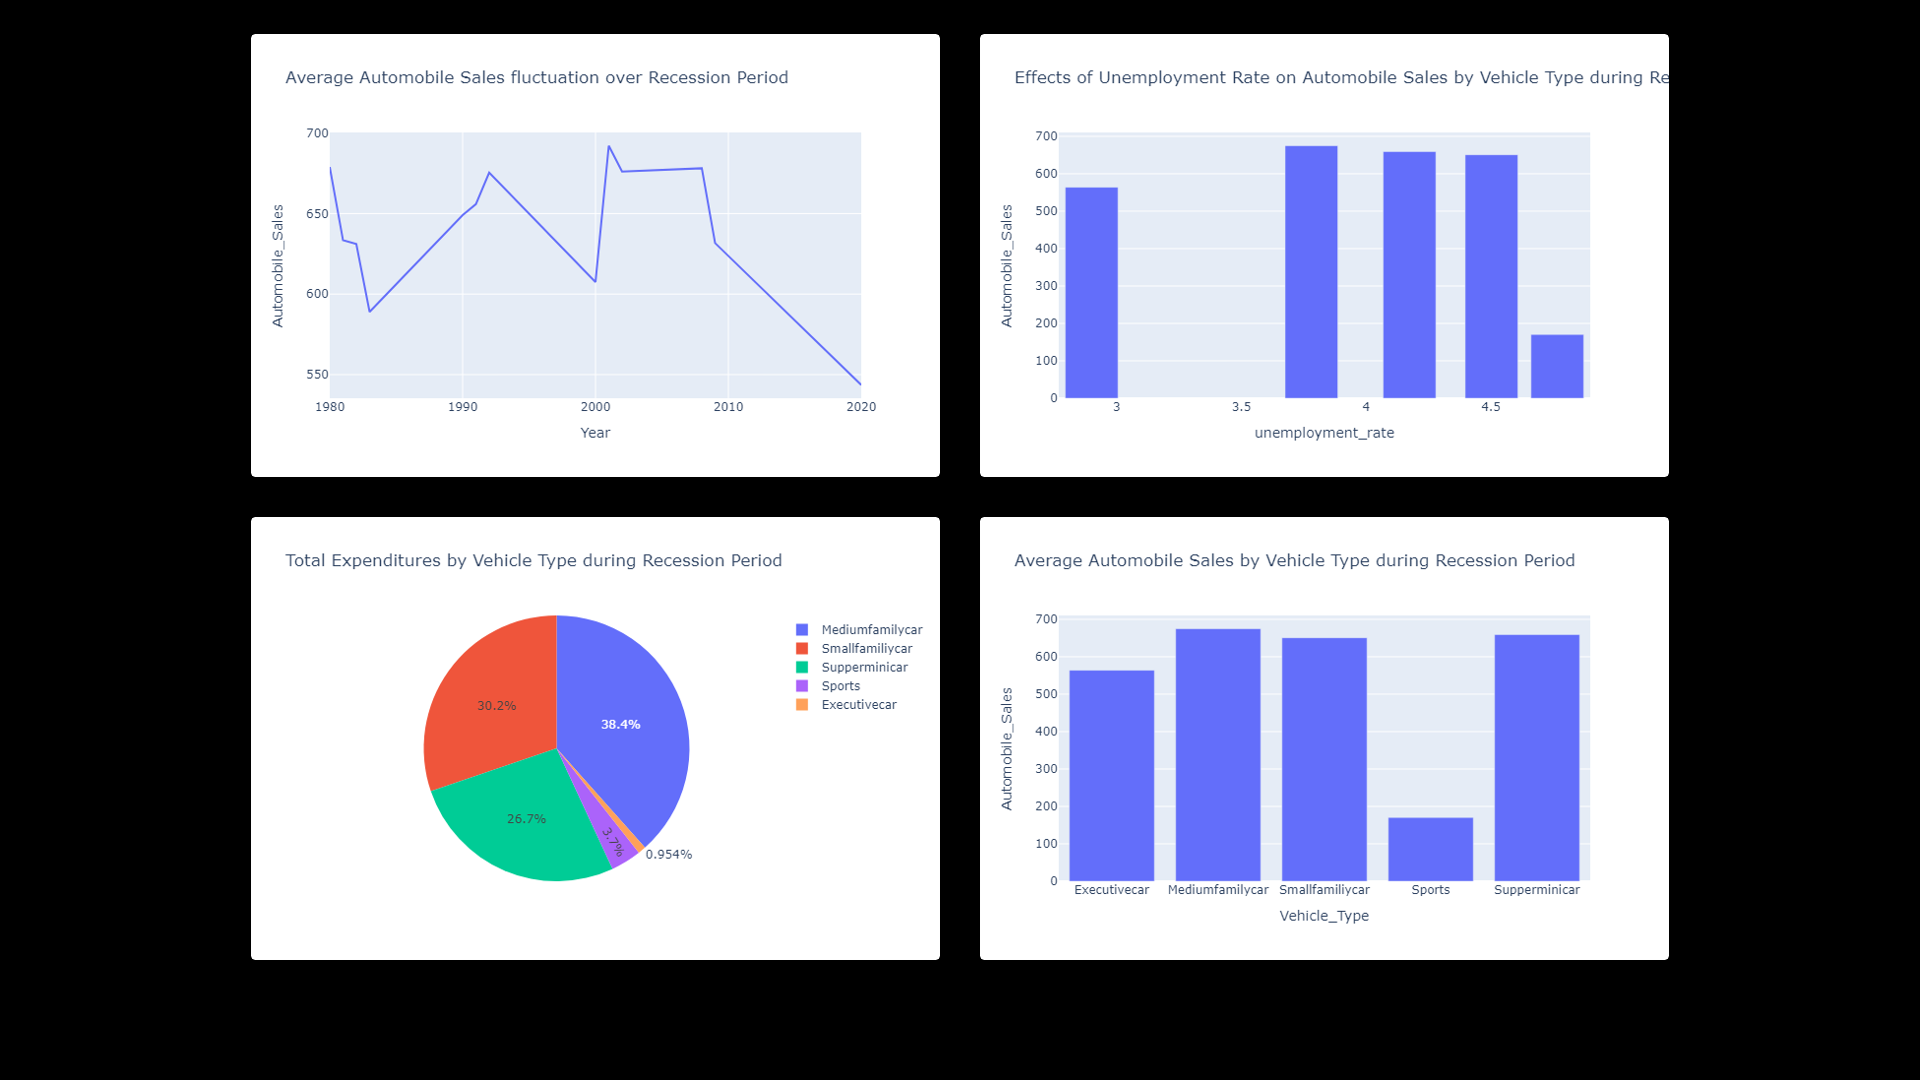 Average Automobile Sales fluctuation over Recession Period
700
650
600
550
Automobile_Sales
1980 1990 2000 2010 2020
Year
Effects of Unemployment Rate on Automobile Sales by Vehicle Type during Re
700
600
500
400
300
200
100
0
Automobile_Sales
3 3.5 4 4.5
unemployment_rate
Total Expenditures by Vehicle Type during Recession Period
Mediumfamilycar
Smallfamiliycar
Supperminicar
Sports
Executivecar
30.2%
38.4%
26.7%
3.7%
0.954%
Average Automobile Sales by Vehicle Type during Recession Period
700
600
500
400
300
200
100
0
Automobile_Sales
Executivecar Mediumfamilycar Smallfamiliycar Sports Supperminicar
Vehicle_Type